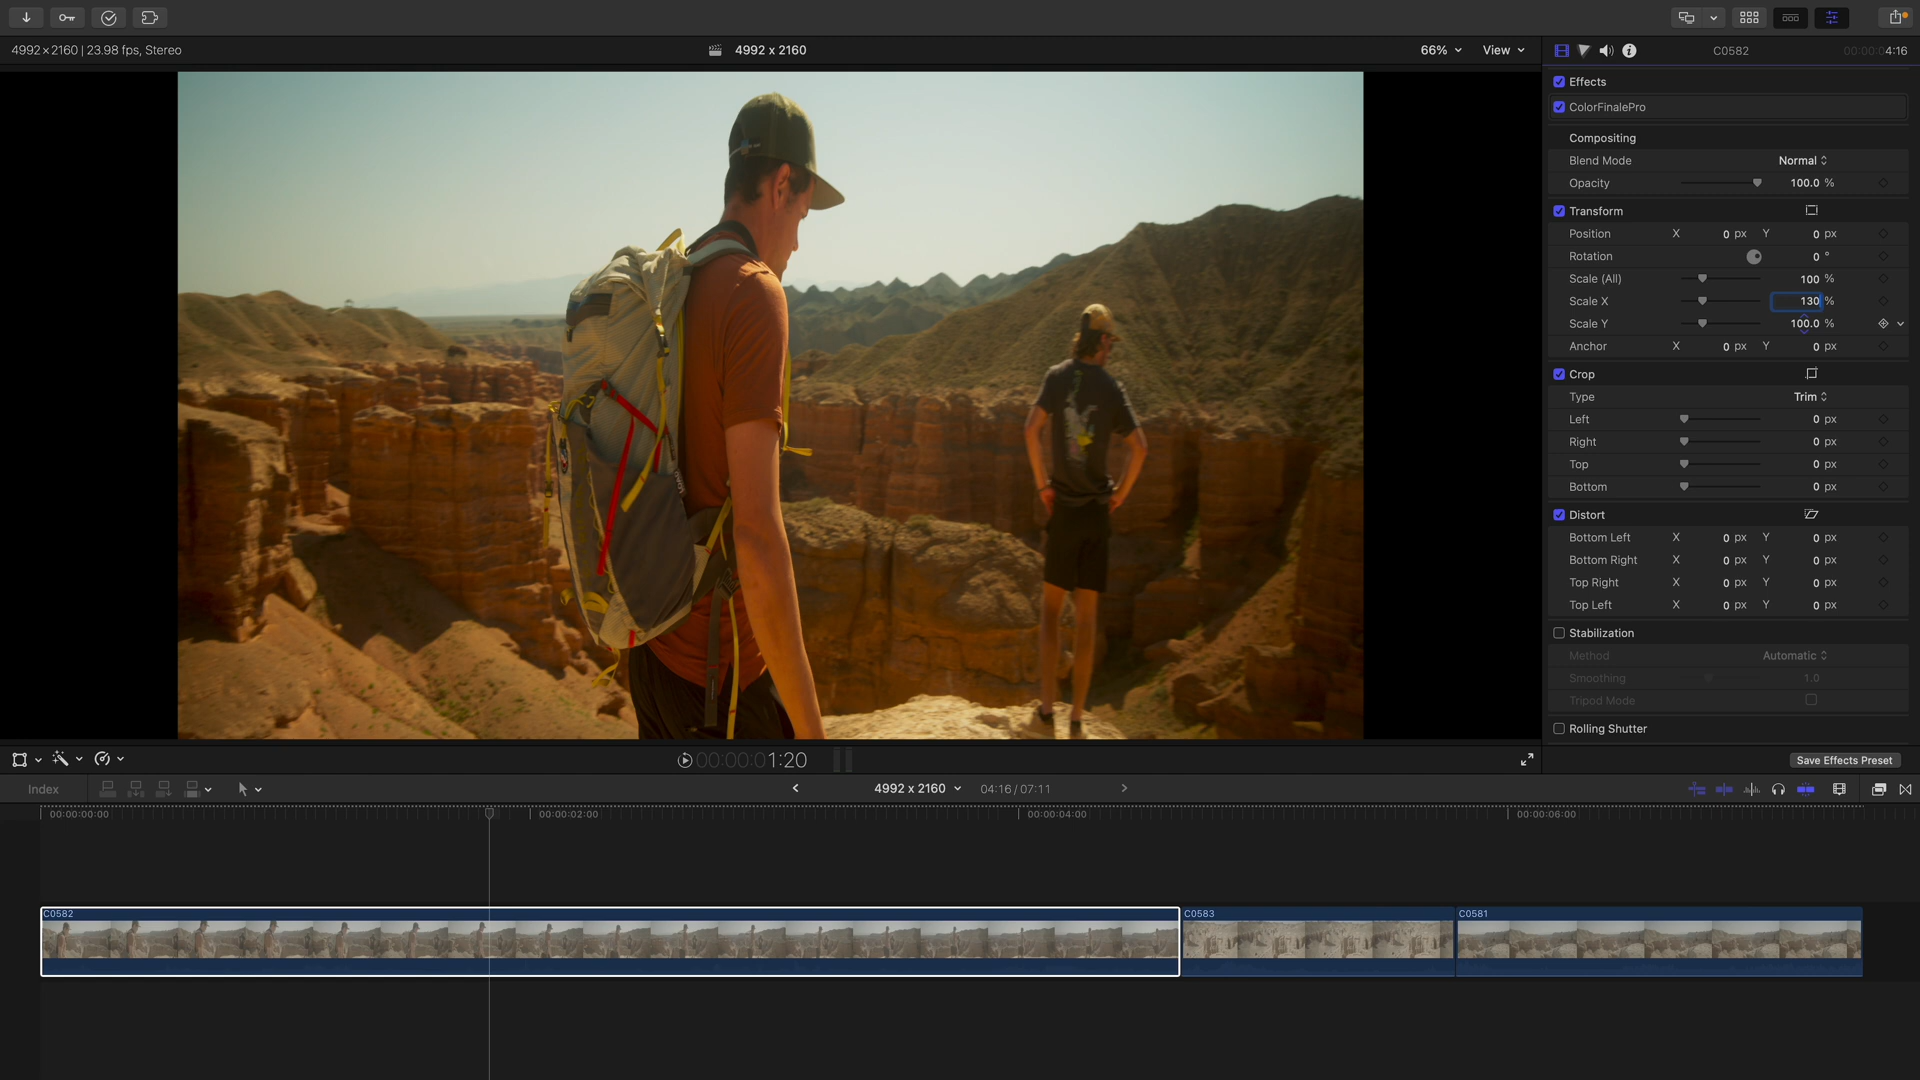 4992 × 2160 | 23.98 fps, Stereo
4992 x 2160
66%
View
C0582
00:00:04:16
Effects
ColorFinalePro
Compositing
Blend Mode Normal
Opacity 100.0 %
Transform
Position X 0 px Y 0 px
Rotation 0 °
Scale (All) 100 %
Scale X 130 %
Scale Y 100.0 %
Anchor X 0 px Y 0 px
Crop
Type Trim
Left 0 px
Right 0 px
Top 0 px
Bottom 0 px
Distort
Bottom Left X 0 px Y 0 px
Bottom Right X 0 px Y 0 px
Top Right X 0 px Y 0 px
Top Left X 0 px Y 0 px
Stabilization
Method Automatic
Smoothing 1.0
Tripod Mode
Rolling Shutter
00:00:01:20
Save Effects Preset
Index
4992 x 2160
04:16 / 07:11
00:00:00:00
00:00:02:00
00:00:04:00
00:00:06:00
C0582
C0583
C0581